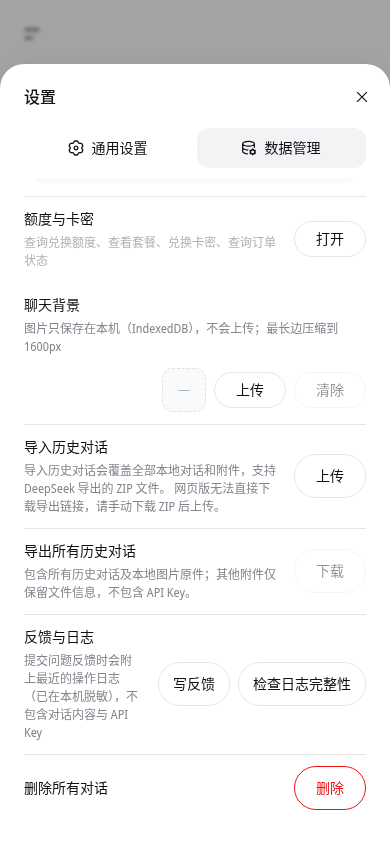 设置
通用设置
数据管理
额度与卡密
查询兑换额度、查看套餐、兑换卡密、查询订单
状态
打开
聊天背景
图片只保存在本机（IndexedDB），不会上传；最长边压缩到
1600px
—
上传
清除
导入历史对话
导入历史对话会覆盖全部本地对话和附件，支持
DeepSeek 导出的 ZIP 文件。 网页版无法直接下
载导出链接，请手动下载 ZIP 后上传。
上传
导出所有历史对话
包含所有历史对话及本地图片原件；其他附件仅
保留文件信息，不包含 API Key。
下载
反馈与日志
提交问题反馈时会附
上最近的操作日志
（已在本机脱敏），不
包含对话内容与 API
Key
写反馈
检查日志完整性
删除所有对话
删除